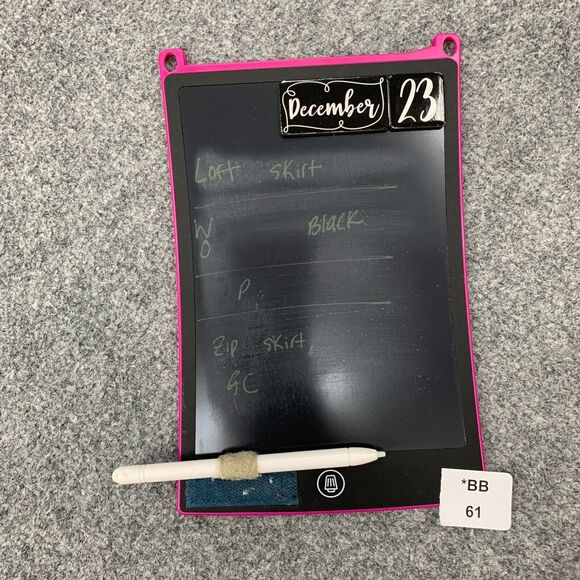 December 23
Loft skirt
W Black
O
P
Zip skirt
GC
*BB
61